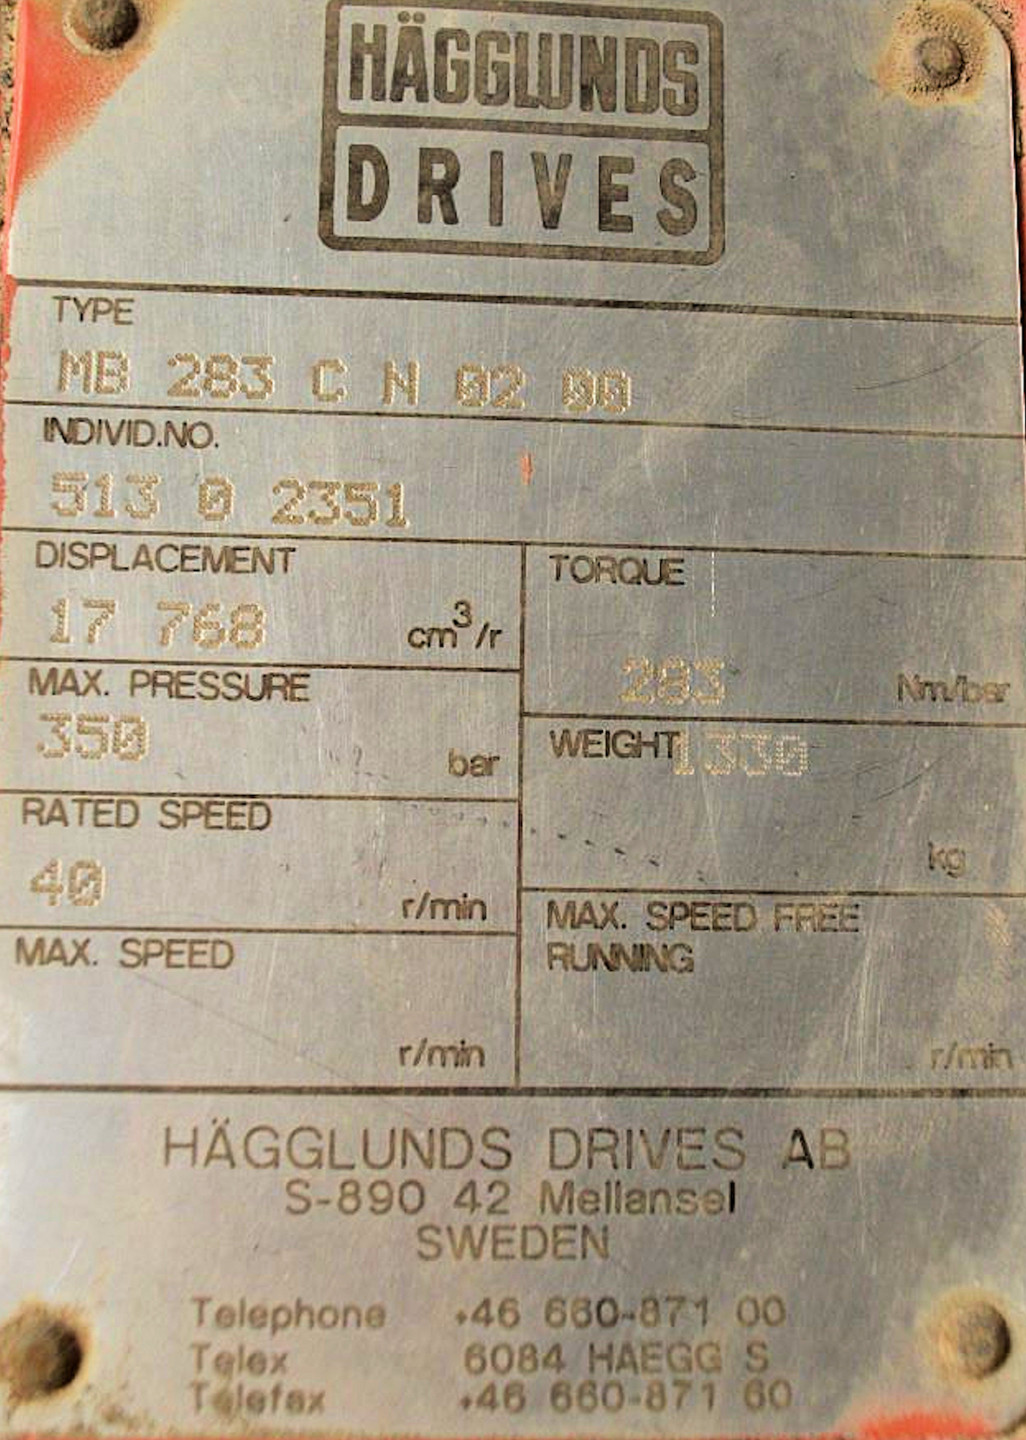 HÄGGLUNDS
DRIVES
TYPE
MB 283 C N 02 00
INDIVID.NO.
513 0 2351
DISPLACEMENT
17 768 cm³/r
TORQUE
283 Nm/bar
MAX. PRESSURE
350 bar
WEIGHT 1330
kg
RATED SPEED
40 r/min
MAX. SPEED
r/min
MAX. SPEED FREE
RUNNING
r/min
HÄGGLUNDS DRIVES AB
S-890 42 Mellansel
SWEDEN
Telephone +46 660-871 00
Telex 6084 HAEGG S
Telefax +46 660-871 60